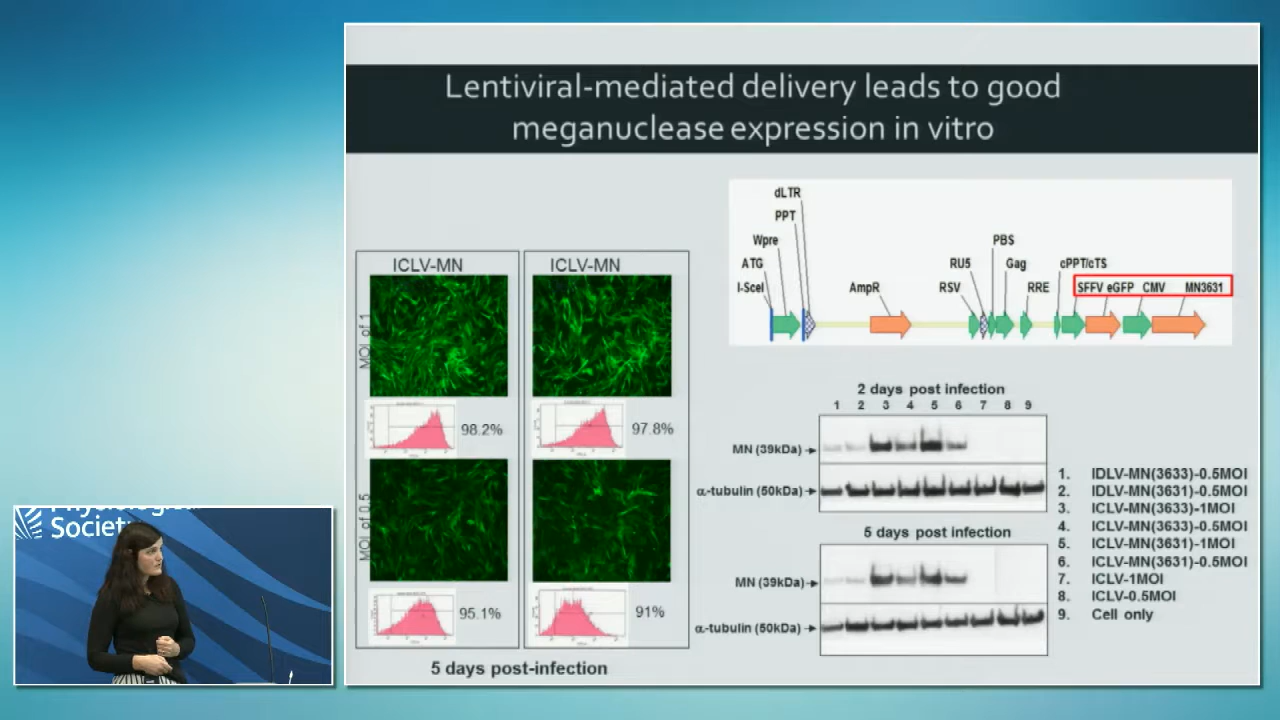 Lentiviral-mediated delivery leads to good
meganuclease expression in vitro
ICLV-MN
ICLV-MN
MOI of 1
98.2%
97.8%
MOI of 0.5
95.1%
91%
5 days post-infection
dLTR
PPT
Wpre
PBS
ATG
RU5
Gag
cPPT/cTS
I-SceI
AmpR
RSV
RRE
SFFV eGFP CMV MN3631
2 days post infection
1 2 3 4 5 6 7 8 9
MN (39kDa)
α-tubulin (50kDa)
5 days post infection
MN (39kDa)
α-tubulin (50kDa)
1. IDLV-MN(3633)-0.5MOI
2. IDLV-MN(3631)-0.5MOI
3. ICLV-MN(3633)-1MOI
4. ICLV-MN(3633)-0.5MOI
5. ICLV-MN(3631)-1MOI
6. ICLV-MN(3631)-0.5MOI
7. ICLV-1MOI
8. ICLV-0.5MOI
9. Cell only
Society